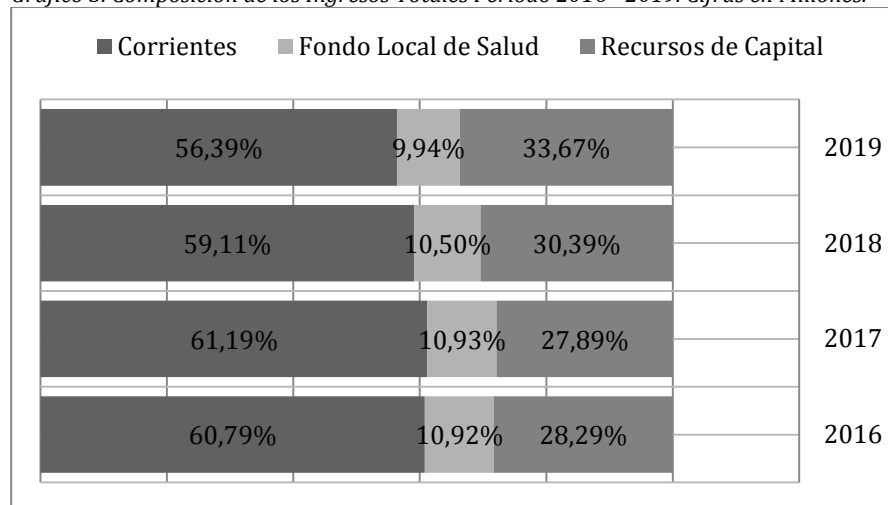 Composición de los Ingresos Totales Periodo 2016 - 2019. Cifras en Millones.
Corrientes Fondo Local de Salud Recursos de Capital
56,39% 9,94% 33,67% 2019
59,11% 10,50% 30,39% 2018
61,19% 10,93% 27,89% 2017
60,79% 10,92% 28,29% 2016